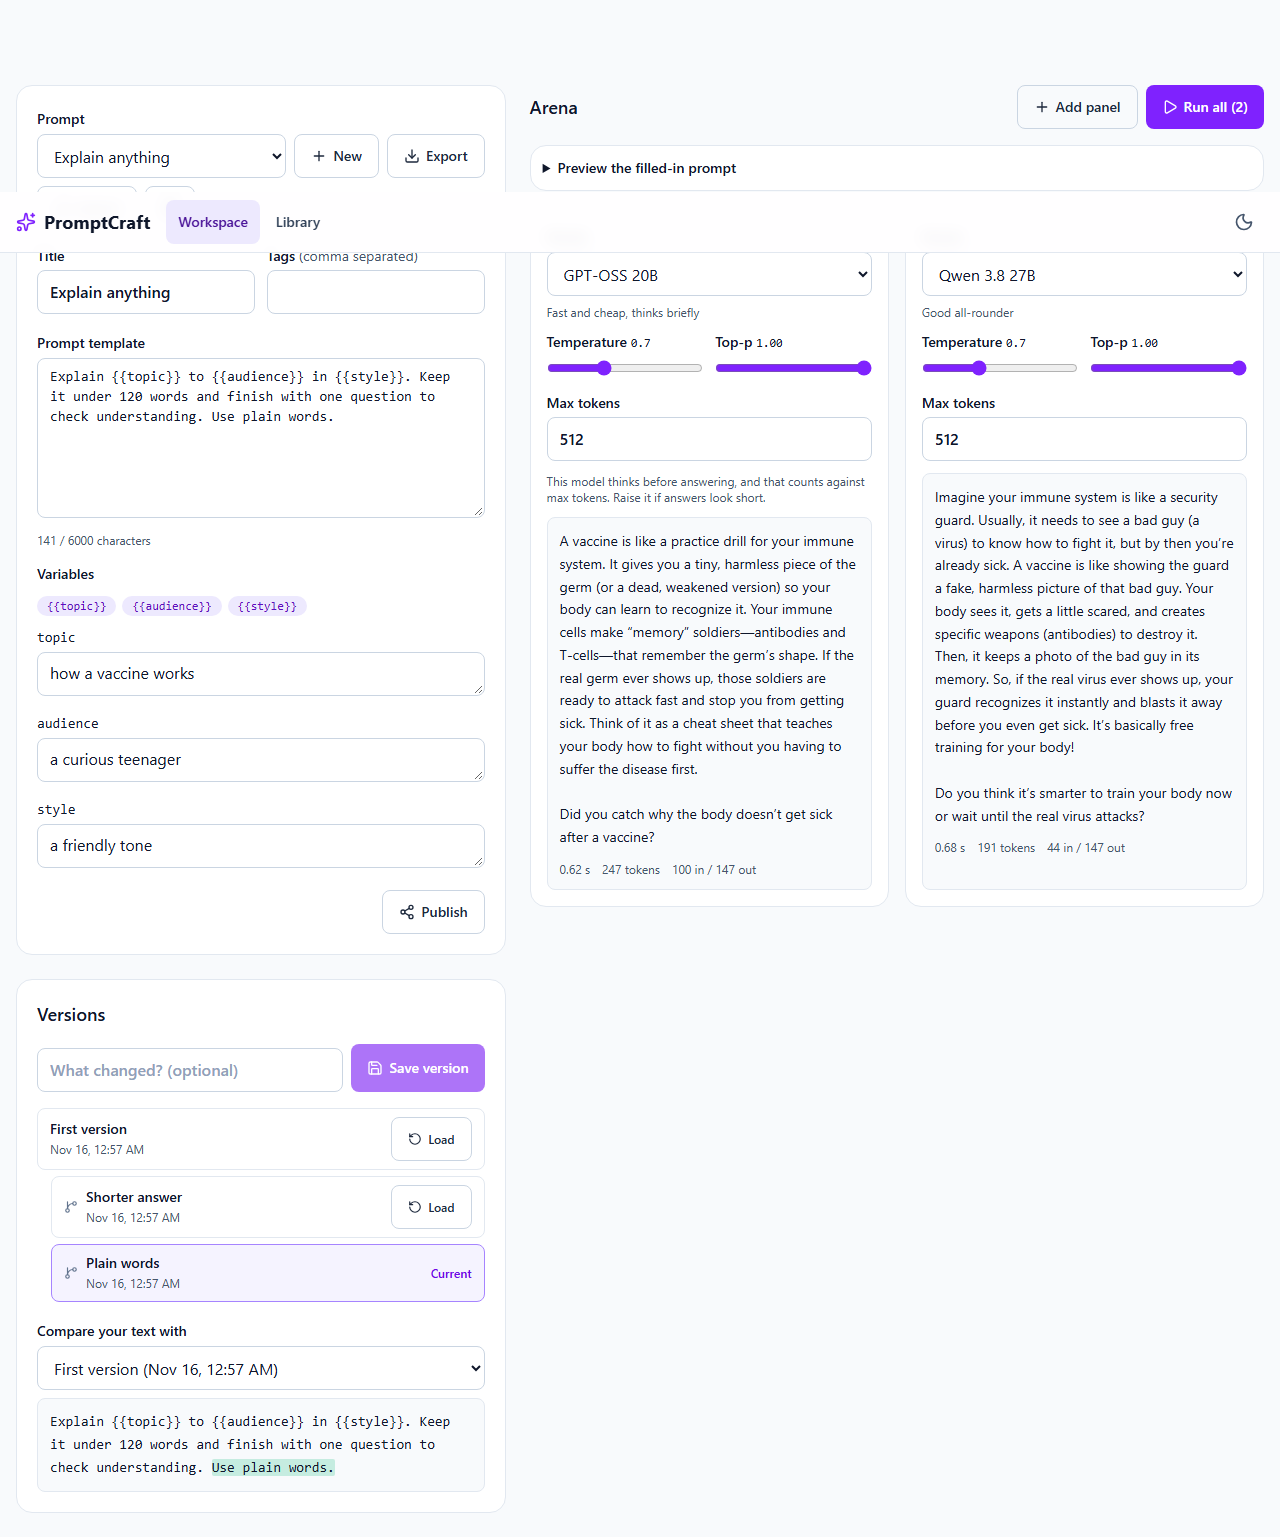 Prompt
Explain anything
New
Export
Arena
Add panel
Run all (2)
Preview the filled-in prompt
PromptCraft
Workspace
Library
Title
Tags (comma separated)
Explain anything
Prompt template
Explain {{topic}} to {{audience}} in {{style}}. Keep
it under 120 words and finish with one question to
check understanding. Use plain words.
141 / 6000 characters
Variables
{{topic}}
{{audience}}
{{style}}
topic
how a vaccine works
audience
a curious teenager
style
a friendly tone
Publish
GPT-OSS 20B
Fast and cheap, thinks briefly
Temperature 0.7
Top-p 1.00
Max tokens
512
This model thinks before answering, and that counts against
max tokens. Raise it if answers look short.
A vaccine is like a practice drill for your immune
system. It gives you a tiny, harmless piece of the
germ (or a dead, weakened version) so your
body can learn to recognize it. Your immune
cells make “memory” soldiers—antibodies and
T‑cells—that remember the germ’s shape. If the
real germ ever shows up, those soldiers are
ready to attack fast and stop you from getting
sick. Think of it as a cheat sheet that teaches
your body how to fight without you having to
suffer the disease first.
Did you catch why the body doesn’t get sick
after a vaccine?
0.62 s
247 tokens
100 in / 147 out
Qwen 3.8 27B
Good all-rounder
Temperature 0.7
Top-p 1.00
Max tokens
512
Imagine your immune system is like a security
guard. Usually, it needs to see a bad guy (a
virus) to know how to fight it, but by then you’re
already sick. A vaccine is like showing the guard
a fake, harmless picture of that bad guy. Your
body sees it, gets a little scared, and creates
specific weapons (antibodies) to destroy it.
Then, it keeps a photo of the bad guy in its
memory. So, if the real virus ever shows up, your
guard recognizes it instantly and blasts it away
before you even get sick. It’s basically free
training for your body!
Do you think it’s smarter to train your body now
or wait until the real virus attacks?
0.68 s
191 tokens
44 in / 147 out
Versions
What changed? (optional)
Save version
First version
Nov 16, 12:57 AM
Load
Shorter answer
Nov 16, 12:57 AM
Load
Plain words
Nov 16, 12:57 AM
Current
Compare your text with
First version (Nov 16, 12:57 AM)
Explain {{topic}} to {{audience}} in {{style}}. Keep
it under 120 words and finish with one question to
check understanding. Use plain words.